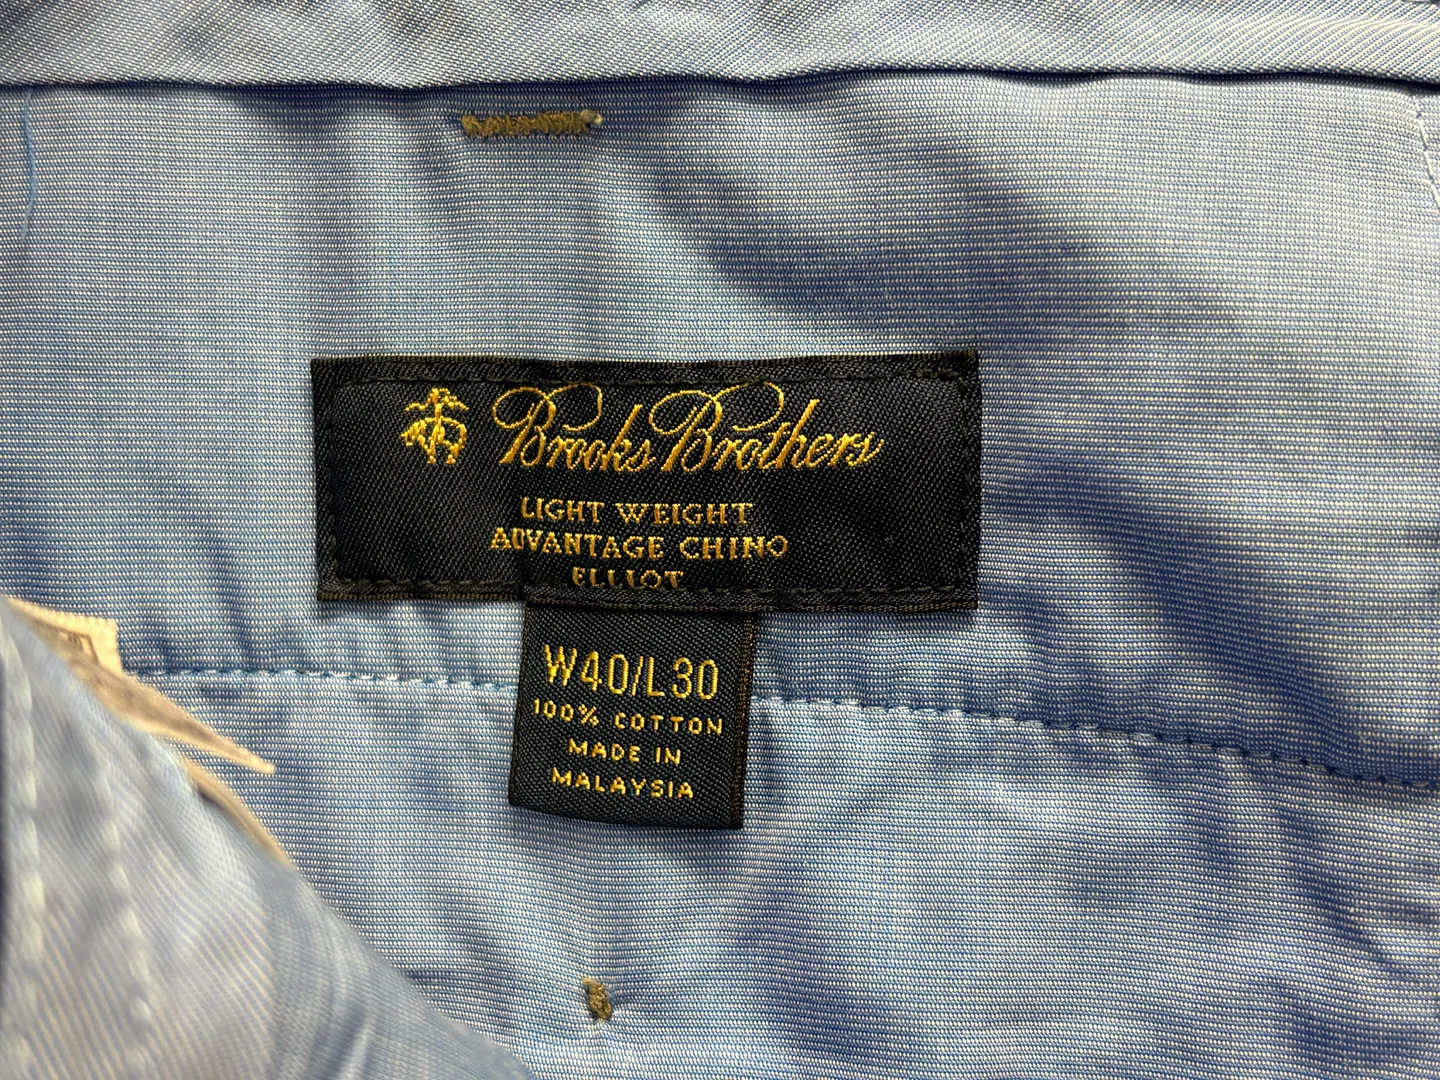 Brooks Brothers
LIGHT WEIGHT
ADVANTAGE CHINO
ELLIOT
W40/L30
100% COTTON
MADE IN
MALAYSIA